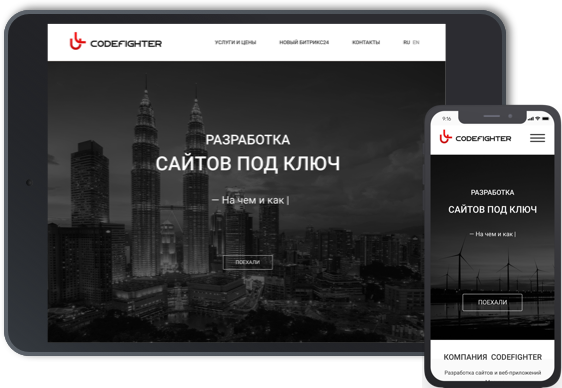 CODEFIGHTER
УСЛУГИ И ЦЕНЫ
НОВЫЙ БИТРИКС24
КОНТАКТЫ
RU EN
РАЗРАБОТКА
САЙТОВ ПОД КЛЮЧ
— На чем и как |
ПОЕХАЛИ
9:16
CODEFIGHTER
РАЗРАБОТКА
САЙТОВ ПОД КЛЮЧ
— На чем и как |
ПОЕХАЛИ
КОМПАНИЯ CODEFIGHTER
Разработка сайтов и веб-приложений